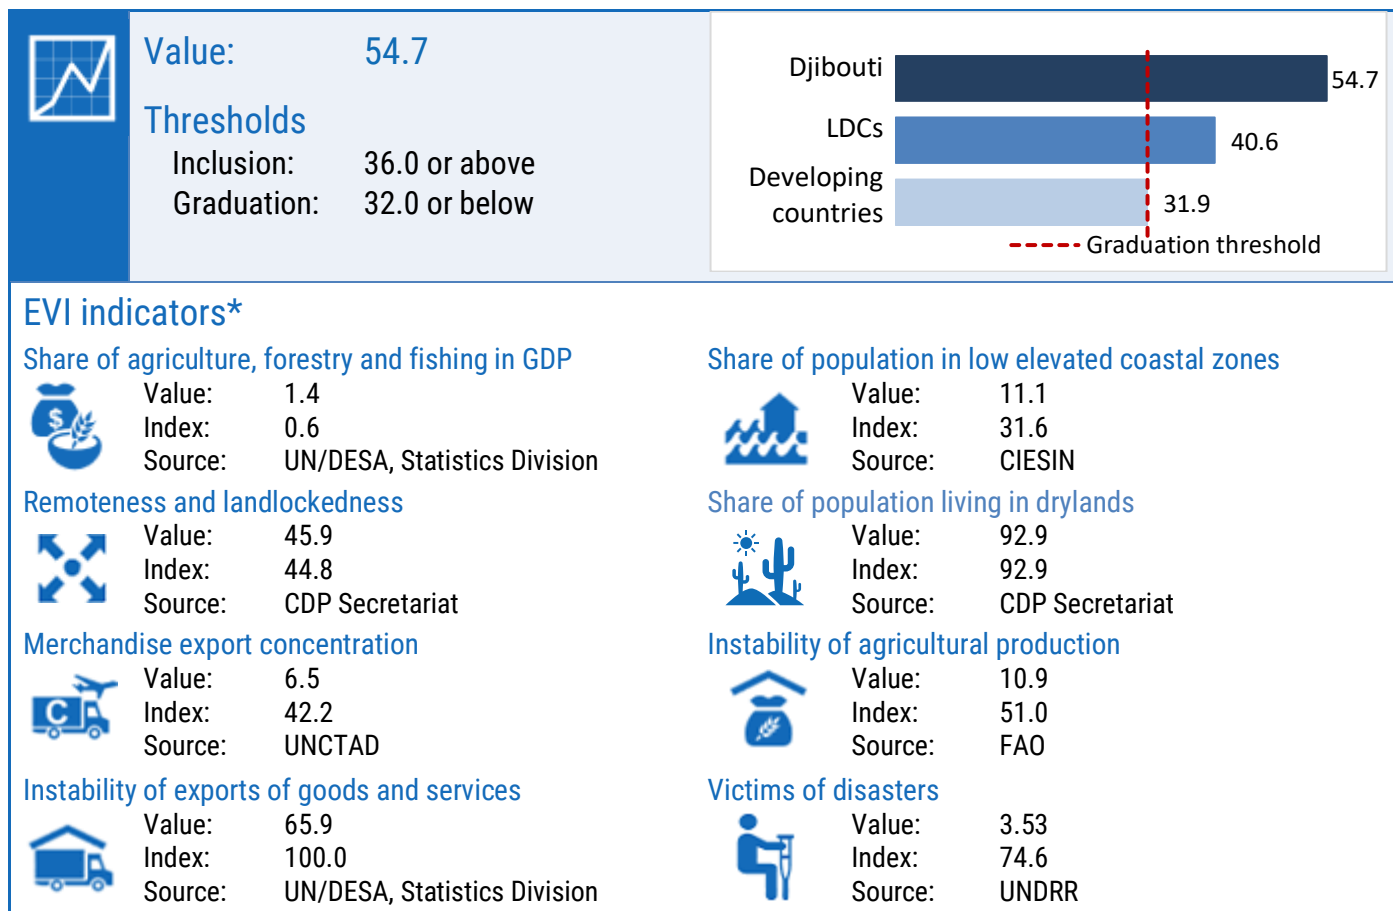 Value: 54.7
Thresholds
Inclusion: 36.0 or above
Graduation: 32.0 or below
Djibouti 54.7
LDCs 40.6
Developing
countries 31.9
Graduation threshold
EVI indicators*
Share of agriculture, forestry and fishing in GDP
Value: 1.4
Index: 0.6
Source: UN/DESA, Statistics Division
Share of population in low elevated coastal zones
Value: 11.1
Index: 31.6
Source: CIESIN
Remoteness and landlockedness
Value: 45.9
Index: 44.8
Source: CDP Secretariat
Share of population living in drylands
Value: 92.9
Index: 92.9
Source: CDP Secretariat
Merchandise export concentration
C
Value: 6.5
Index: 42.2
Source: UNCTAD
Instability of agricultural production
Value: 10.9
Index: 51.0
Source: FAO
Instability of exports of goods and services
Value: 65.9
Index: 100.0
Source: UN/DESA, Statistics Division
Victims of disasters
Value: 3.53
Index: 74.6
Source: UNDRR